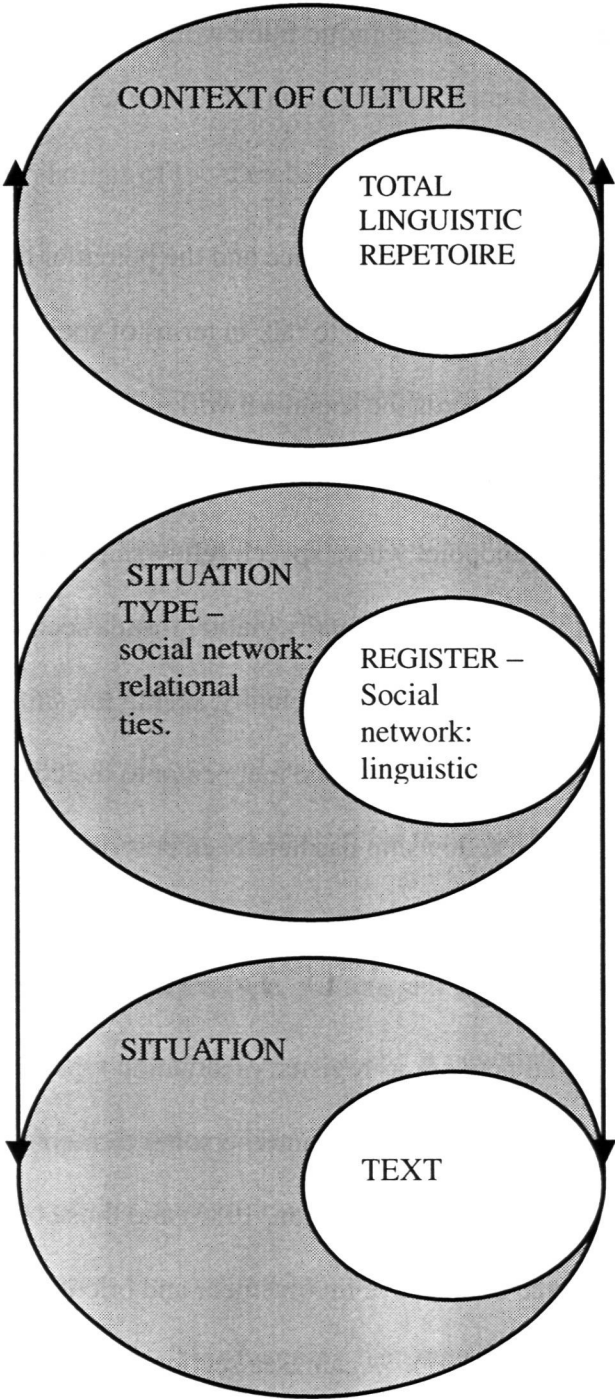 CONTEXT OF CULTURE
TOTAL
LINGUISTIC
REPETOIRE
SITUATION
TYPE –
social network:
relational
ties.
REGISTER –
Social
network:
linguistic
SITUATION
TEXT